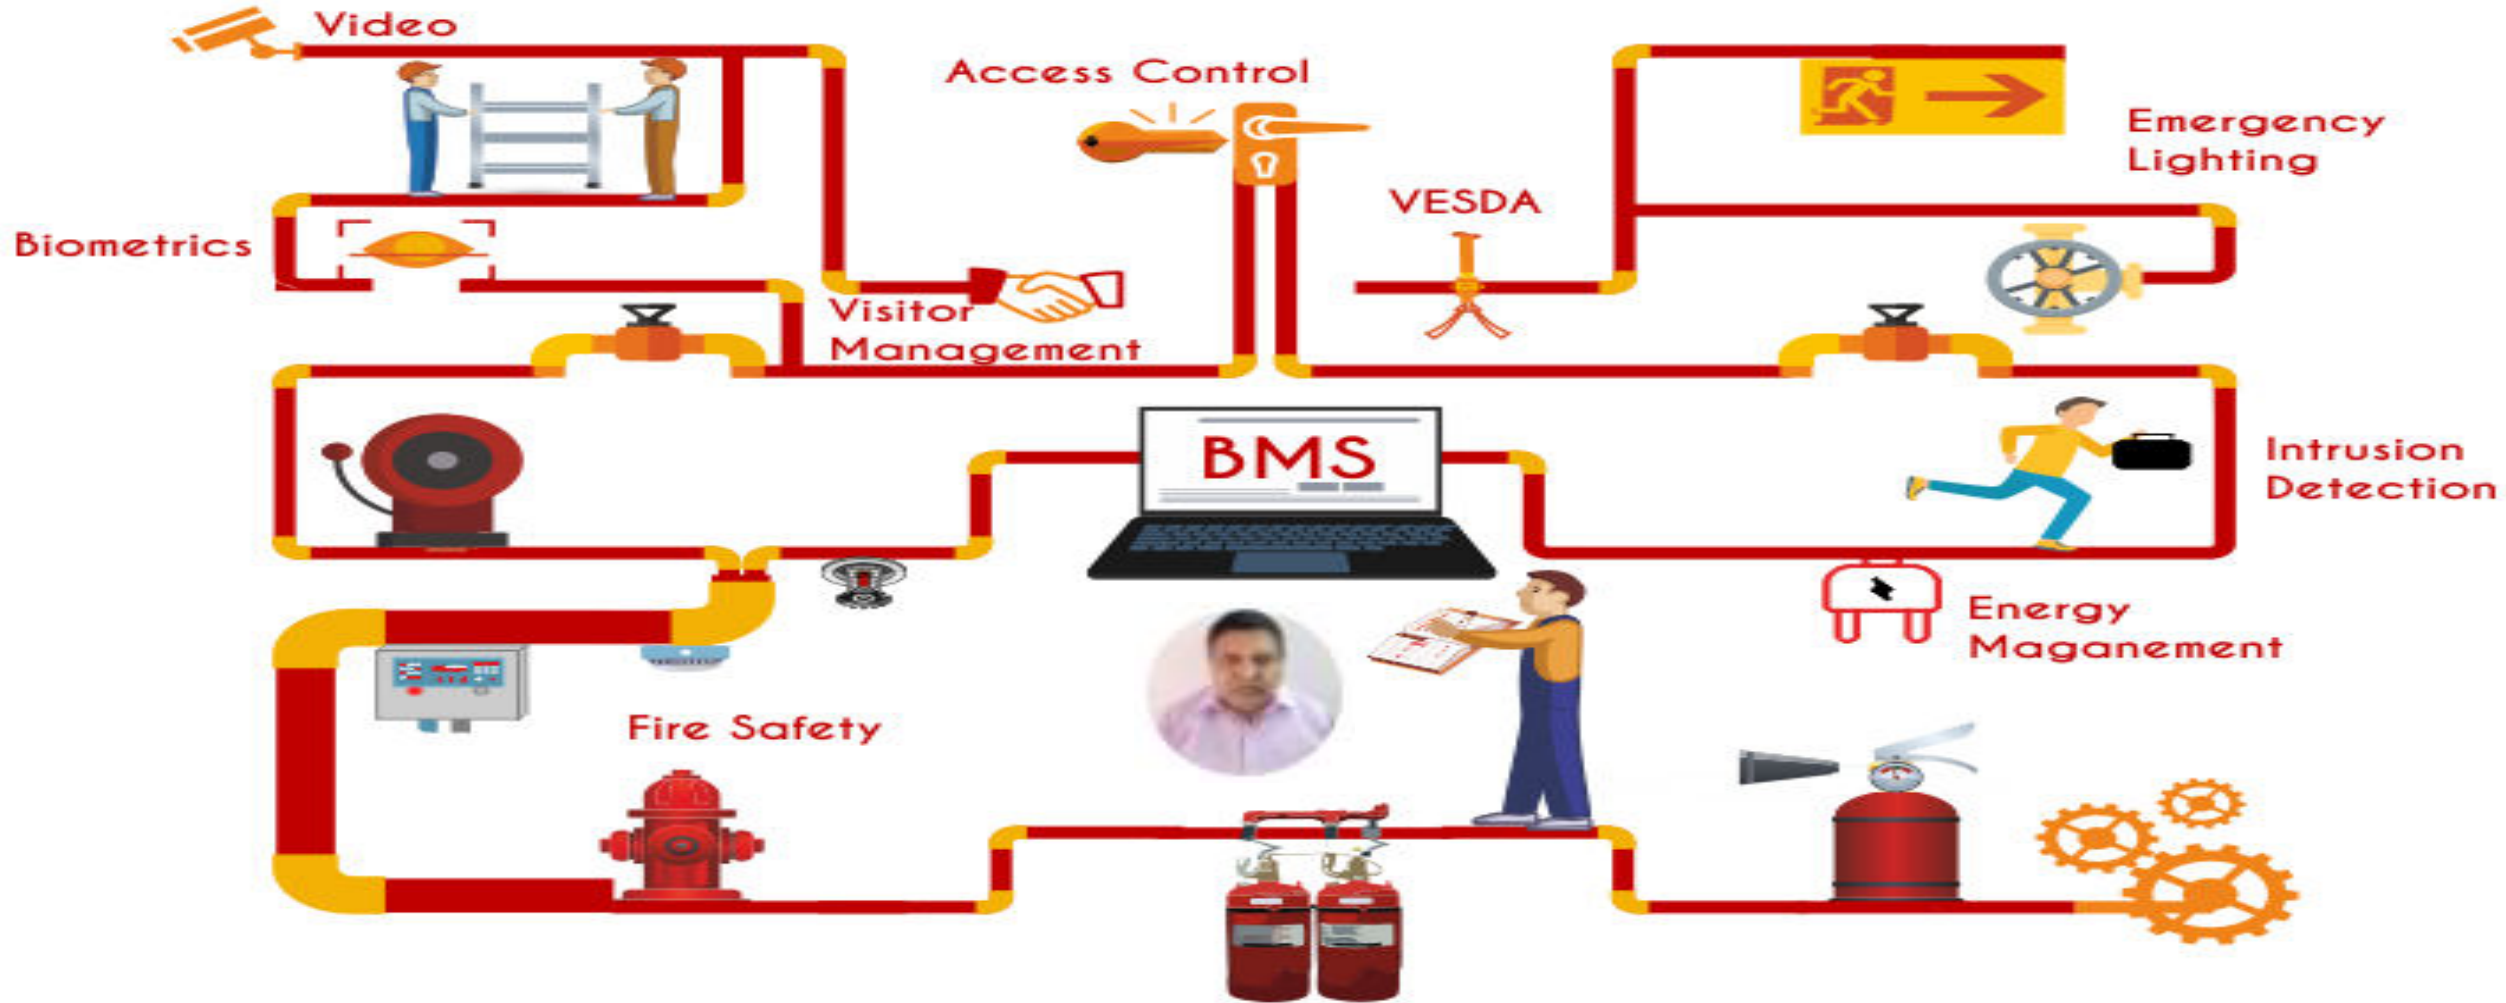 Video
Access Control
Emergency
Lighting
VESDA
Biometrics
Visitor
Management
BMS
Intrusion
Detection
Energy
Maganement
Fire Safety